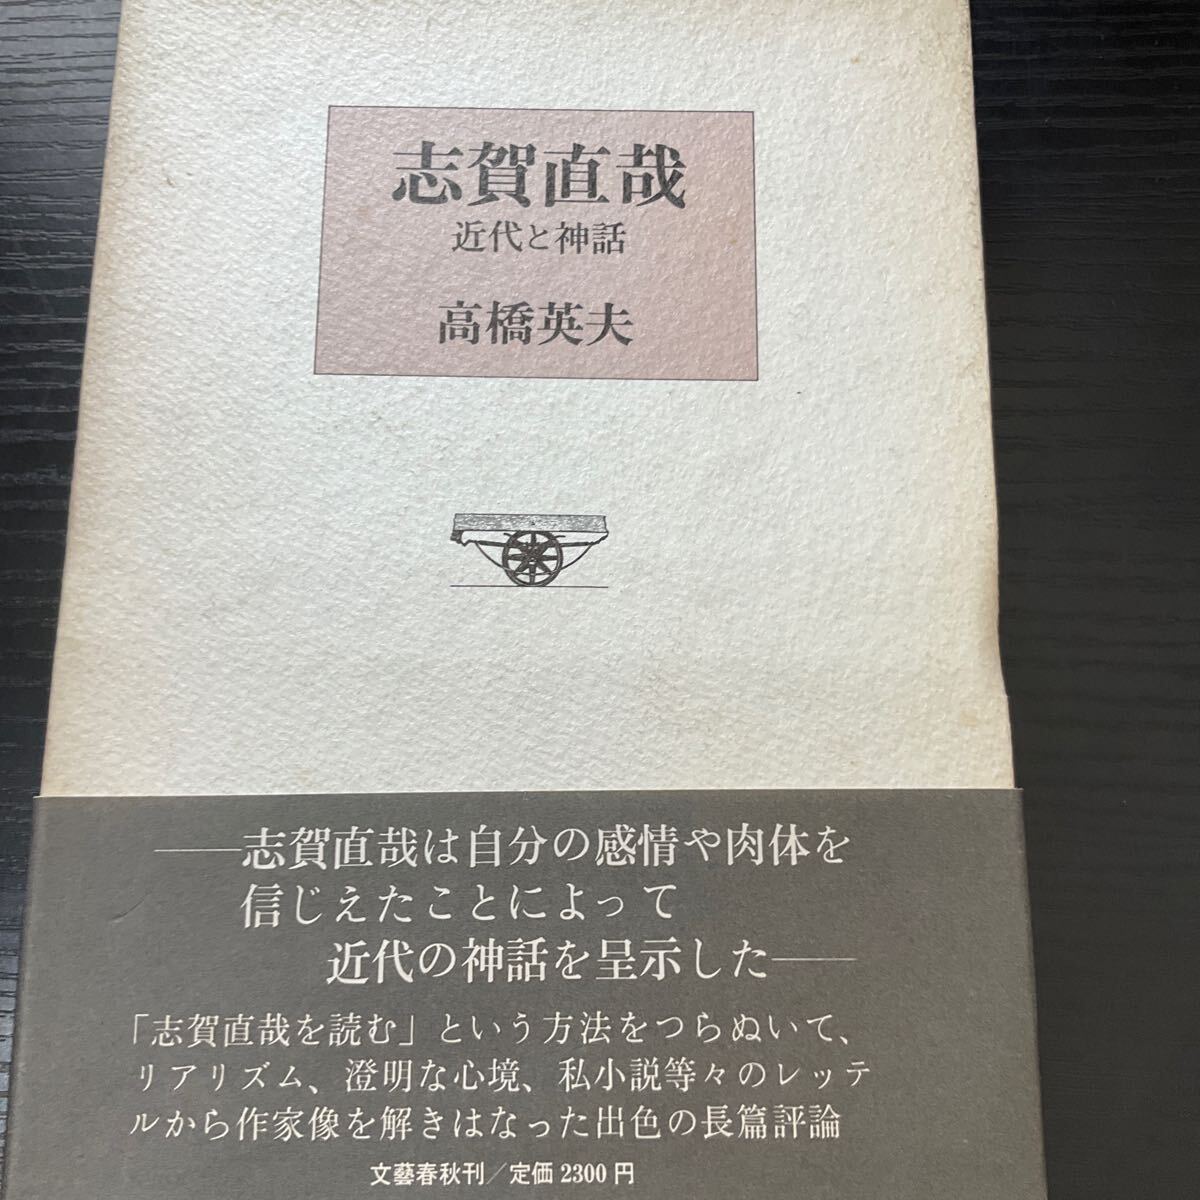 志賀直哉
近代と神話
高橋英夫
――志賀直哉は自分の感情や肉体を
信じえたことによって
近代の神話を呈示した――
「志賀直哉を読む」という方法をつらぬいて、
リアリズム、澄明な心境、私小説等々のレッテ
ルから作家像を解きはなった出色の長篇評論
文藝春秋刊／定価2300円